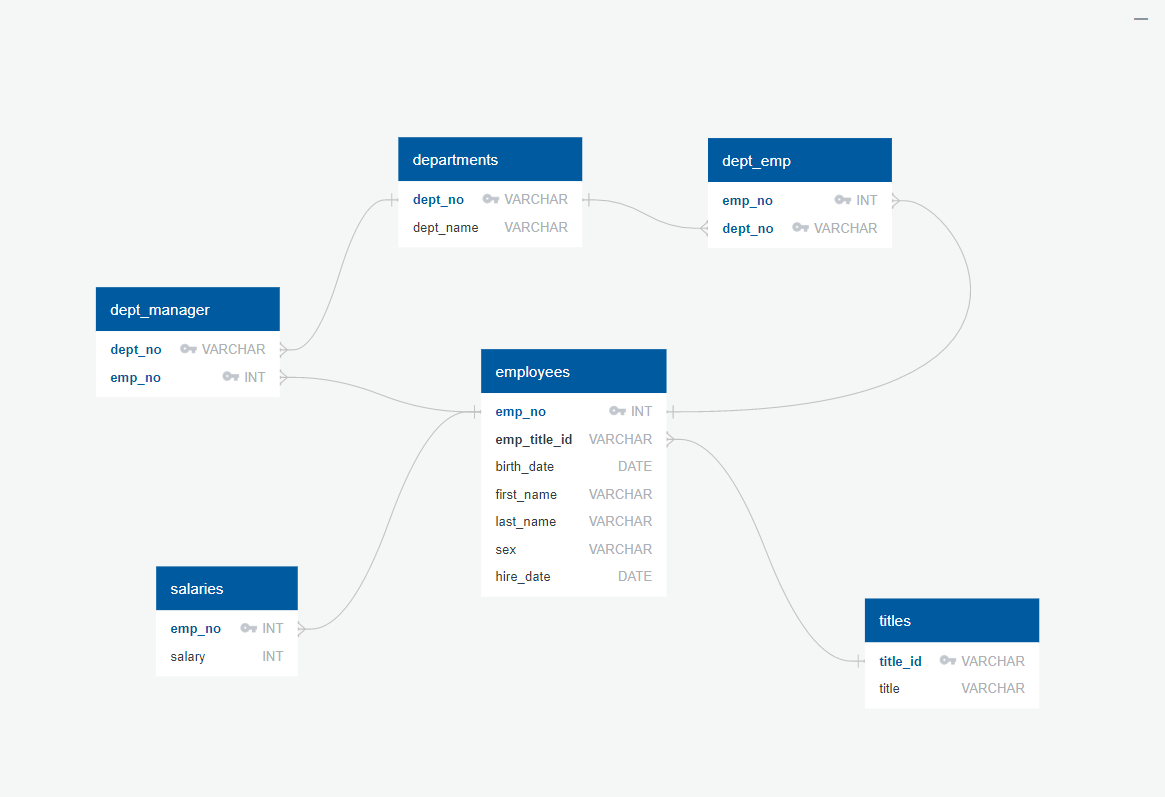 departments
dept_no VARCHAR
dept_name VARCHAR
dept_emp
emp_no INT
dept_no VARCHAR
dept_manager
dept_no VARCHAR
emp_no INT
employees
emp_no INT
emp_title_id VARCHAR
birth_date DATE
first_name VARCHAR
last_name VARCHAR
sex VARCHAR
hire_date DATE
salaries
emp_no INT
salary INT
titles
title_id VARCHAR
title VARCHAR